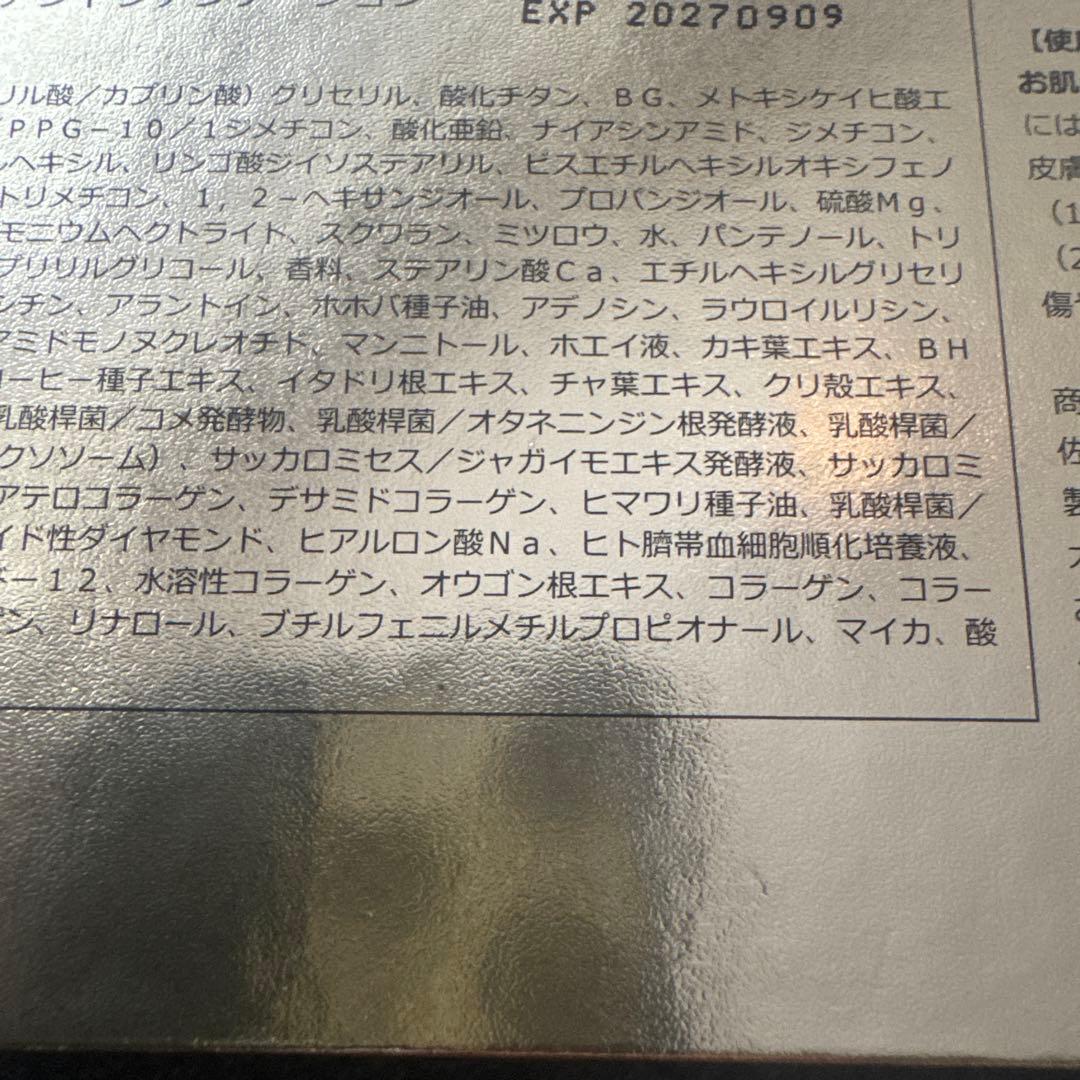 EXP 20270909
リル酸／カプリン酸）グリセリル、酸化チタン、ＢＧ、メトキシケイヒ酸エ
ＰＰＧ－１０／１ジメチコン、酸化亜鉛、ナイアシンアミド、ジメチコン、
ルヘキシル、リンゴ酸ジイソステアリル、ビスエチルヘキシルオキシフェノ
トリメチコン、１，２－ヘキサンジオール、プロパンジオール、硫酸Ｍｇ、
モニウムヘクトライト、スクワラン、ミツロウ、水、パンテノール、トリ
プリリルグリコール、香料、ステアリン酸Ｃａ、エチルヘキシルグリセリ
ンチン、アラントイン、ホホバ種子油、アデノシン、ラウロイルリシン、
アミドモノヌクレオチド、マンニトール、ホエイ液、カキ葉エキス、ＢＨ
コーヒー種子エキス、イタドリ根エキス、チャ葉エキス、クリ殻エキス、
乳酸桿菌／コメ発酵物、乳酸桿菌／オタネニンジン根発酵液、乳酸桿菌／
クソソーム）、サッカロミセス／ジャガイモエキス発酵液、サッカロミ
アテロコラーゲン、デサミドコラーゲン、ヒマワリ種子油、乳酸桿菌／
イド性ダイヤモンド、ヒアルロン酸Ｎａ、ヒト臍帯血細胞順化培養液、
－１２、水溶性コラーゲン、オウゴン根エキス、コラーゲン、コラー
ン、リナロール、ブチルフェニルメチルプロピオナール、マイカ、酸
【使
お肌
には
皮膚
（1
（2
傷
商
佐
製